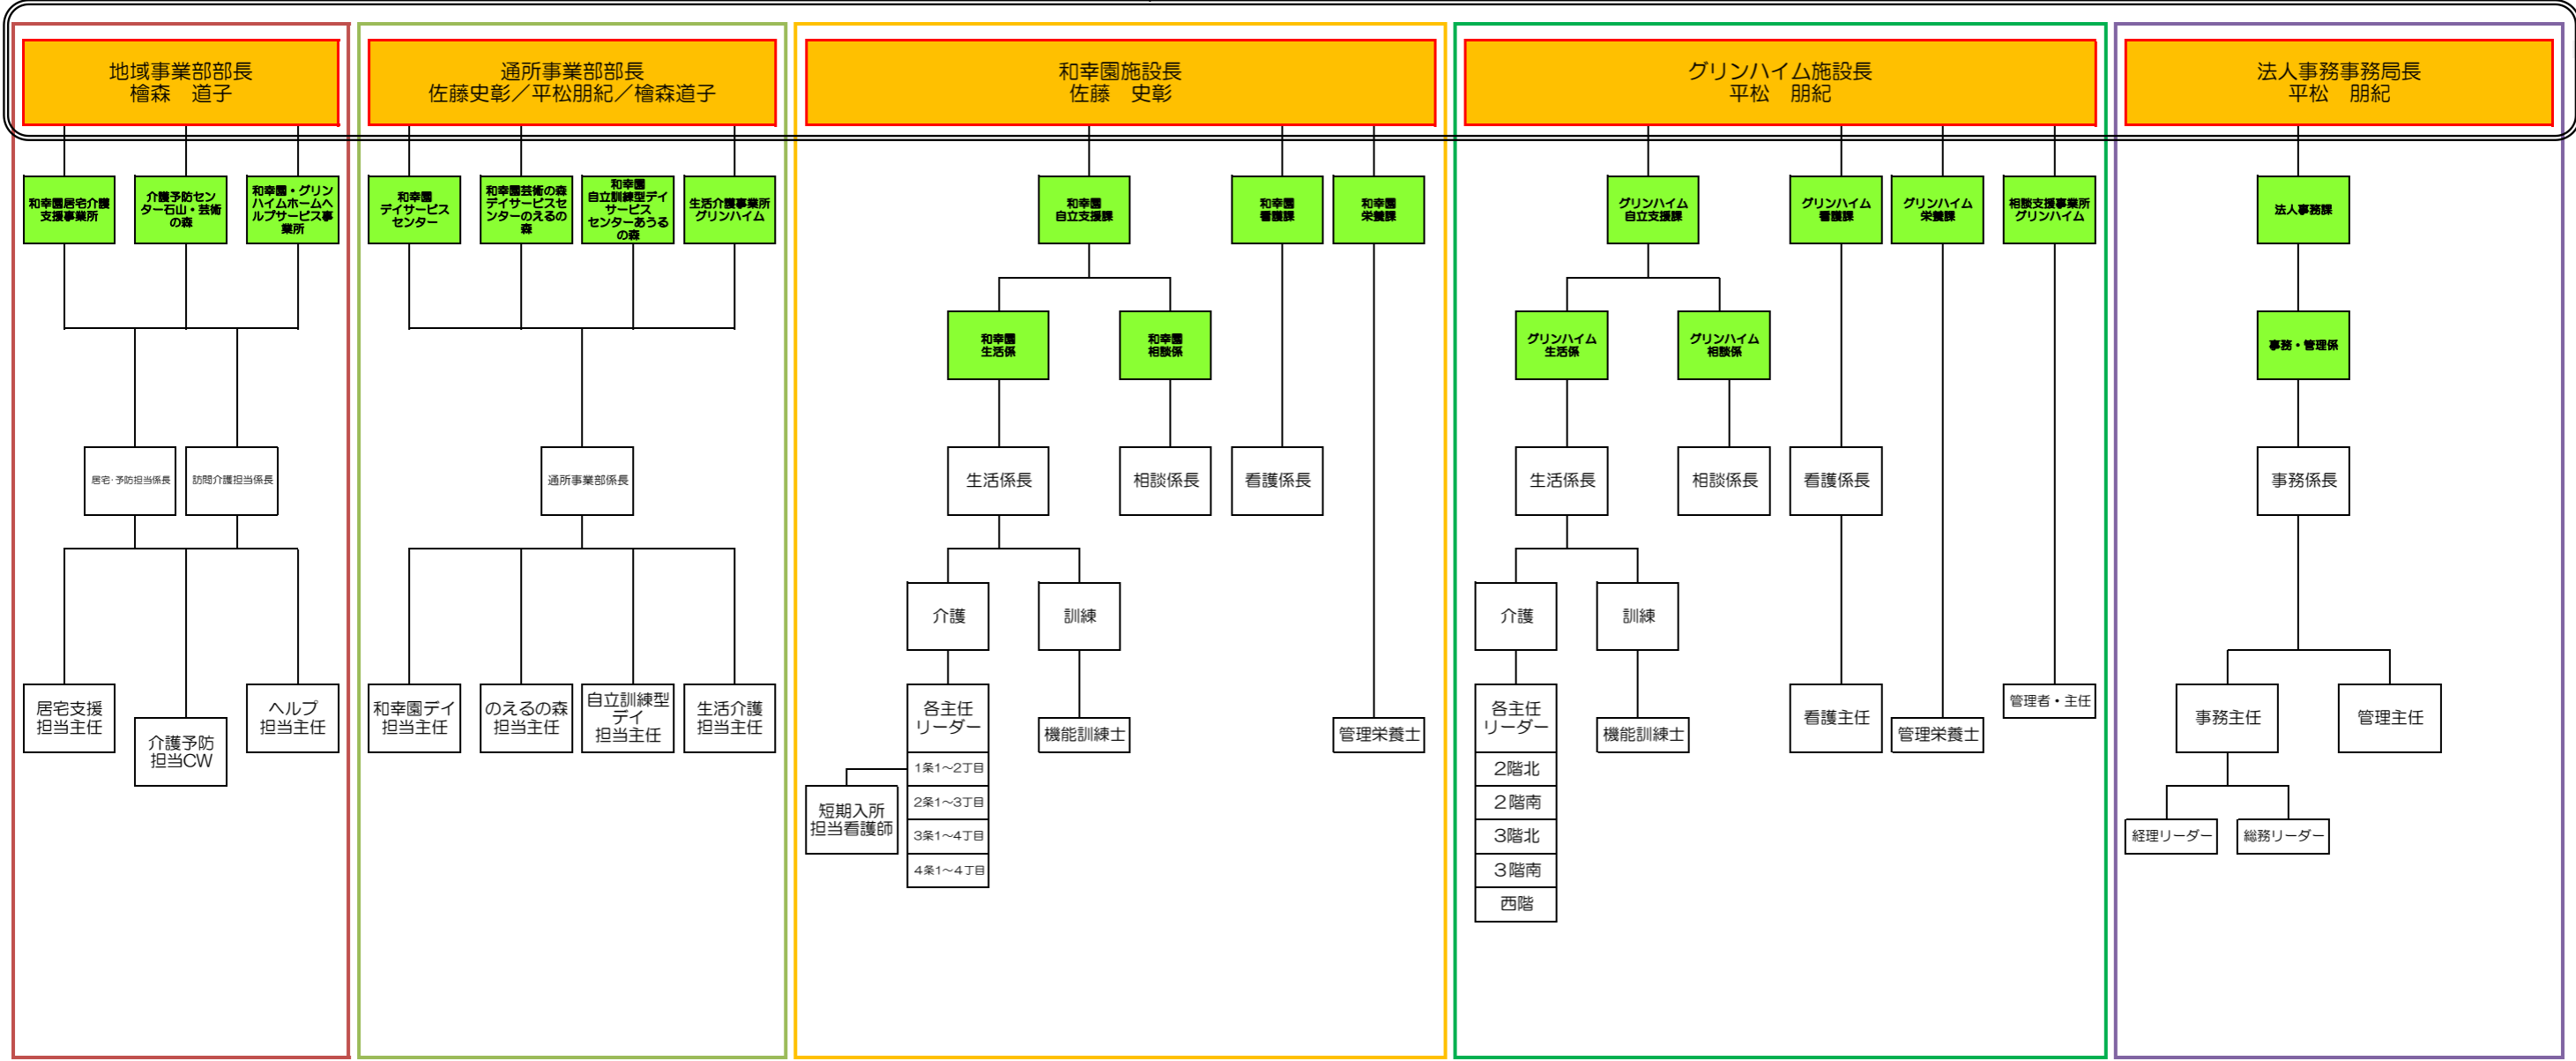 地域事業部部長
檜森　道子
通所事業部部長
佐藤史彰／平松朋紀／檜森道子
和幸園施設長
佐藤　史彰
グリンハイム施設長
平松　朋紀
法人事務事務局長
平松　朋紀
和幸園居宅介護
支援事業所
介護予防セン
ター石山・芸術
の森
和幸園・グリン
ハイムホームヘ
ルプサービス事
業所
和幸園
デイサービス
センター
和幸園芸術の森
デイサービスセ
ンターのえるの
森
和幸園
自立訓練型デイ
サービス
センターあうる
の森
生活介護事業所
グリンハイム
和幸園
自立支援課
和幸園
看護課
和幸園
栄養課
グリンハイム
自立支援課
グリンハイム
看護課
グリンハイム
栄養課
相談支援事業所
グリンハイム
法人事務課
和幸園
生活係
和幸園
相談係
グリンハイム
生活係
グリンハイム
相談係
事務・管理係
居宅・予防担当係長
訪問介護担当係長
通所事業部係長
生活係長
相談係長
看護係長
生活係長
相談係長
看護係長
事務係長
介護
訓練
介護
訓練
居宅支援
担当主任
介護予防
担当CW
ヘルプ
担当主任
和幸園デイ
担当主任
のえるの森
担当主任
自立訓練型
デイ
担当主任
生活介護
担当主任
各主任
リーダー
機能訓練士
管理栄養士
各主任
リーダー
機能訓練士
看護主任
管理栄養士
管理者・主任
事務主任
管理主任
1条1～2丁目
2条1～3丁目
3条1～4丁目
4条1～4丁目
短期入所
担当看護師
2階北
2階南
3階北
3階南
西階
経理リーダー
総務リーダー